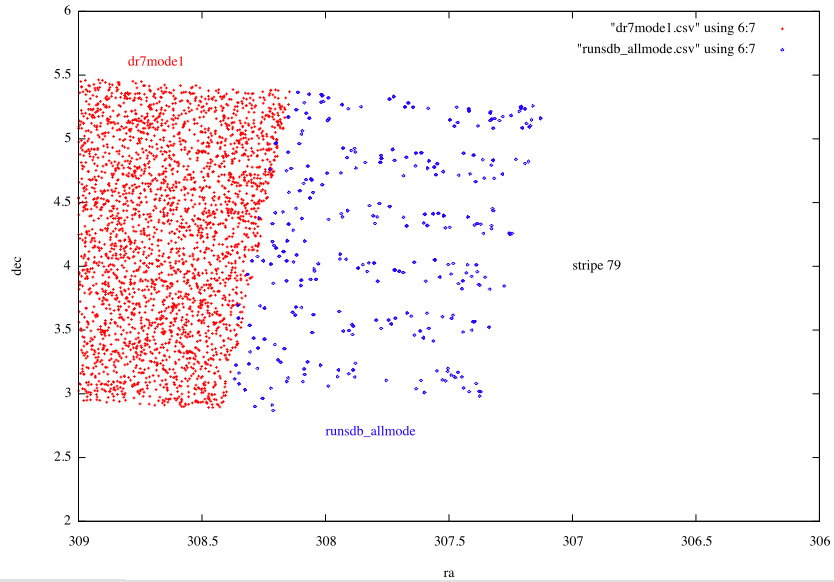 "dr7mode1.csv" using 6:7
"runsdb_allmode.csv" using 6:7
dr7mode1
stripe 79
runsdb_allmode
dec
6
5.5
5
4.5
4
3.5
3
2.5
2
309 308.5 308 307.5 307 306.5 306
ra